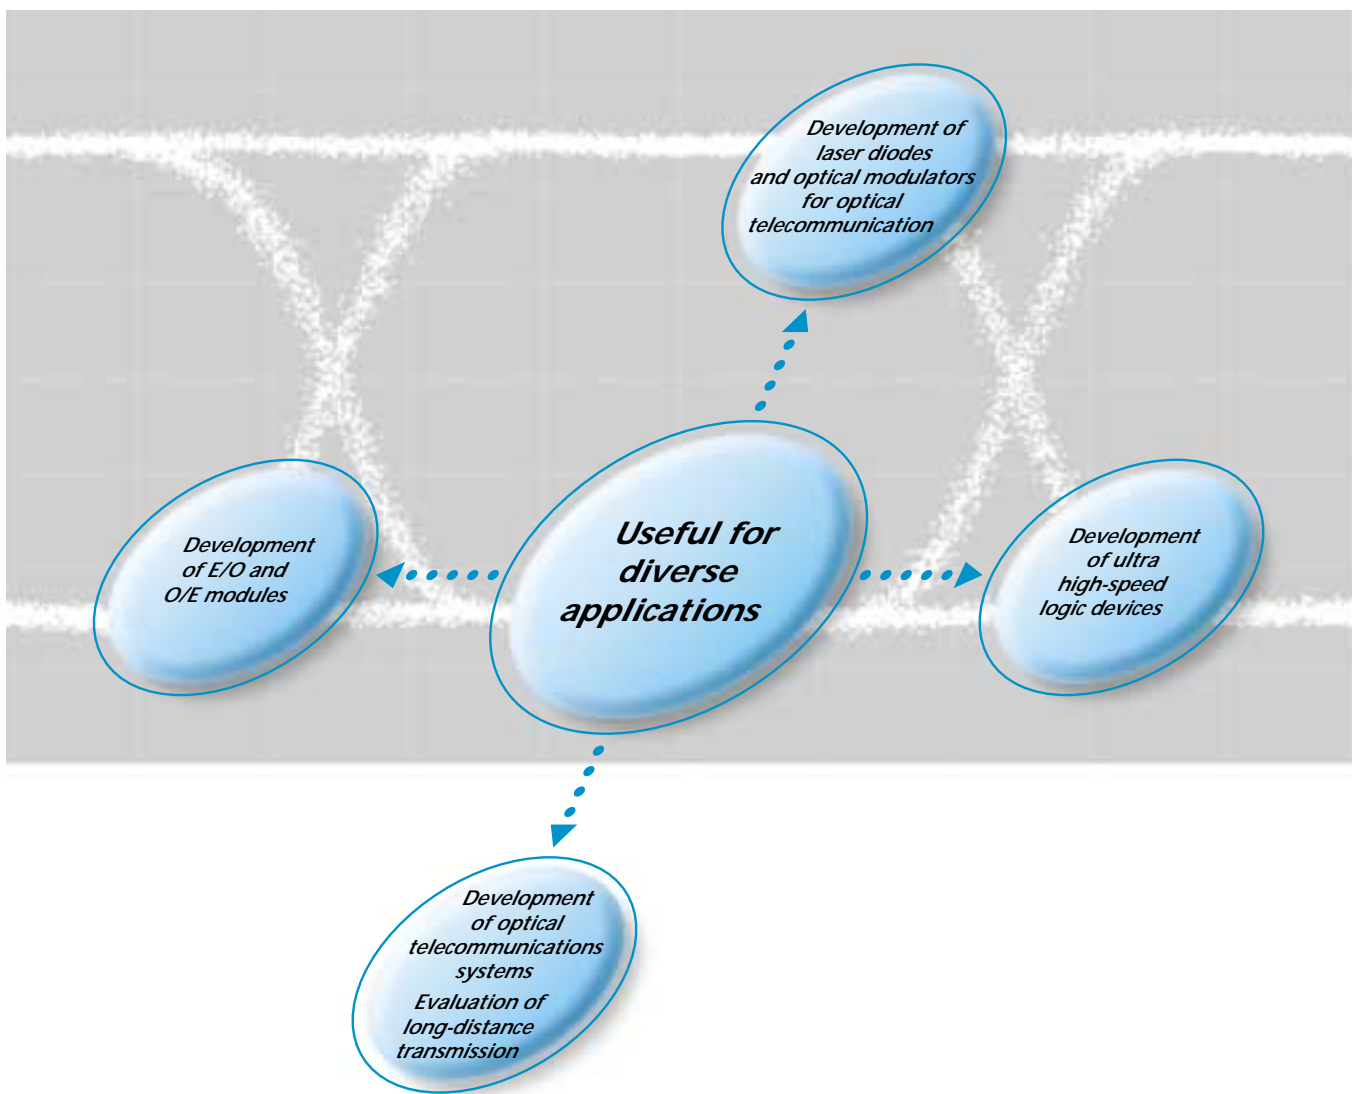 Development of
laser diodes
and optical modulators
for optical
telecommunication
Useful for
diverse
applications
Development
of E/O and
O/E modules
Development
of ultra
high-speed
logic devices
Development
of optical
telecommunications
systems
Evaluation of
long-distance
transmission